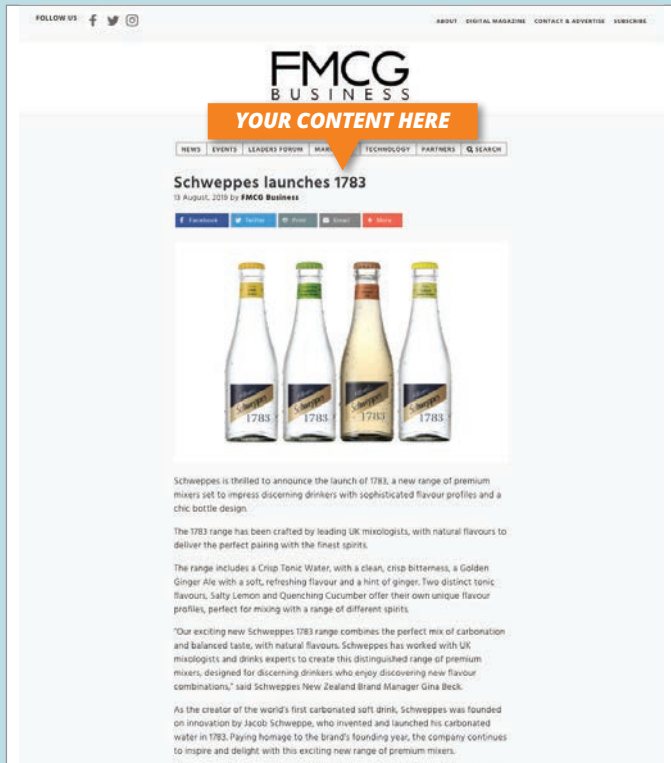 FOLLOW US
ABOUT DIGITAL MAGAZINE CONTACT & ADVERTISE SUBSCRIBE
FMCG
BUSINESS
YOUR CONTENT HERE
NEWS EVENTS LEADERS FORUM TECHNOLOGY PARTNERS SEARCH
Schweppes launches 1783
13 August, 2019 by FMCG Business
Facebook Twitter Print Email More
Schweppes Schweppes Schweppes Schweppes
1783 1783 1783 1783
Schweppes is thrilled to announce the launch of 1783, a new range of premium
mixers set to impress discerning drinkers with sophisticated flavour profiles and a
chic bottle design.
The 1783 range has been crafted by leading UK mixologists, with natural flavours to
deliver the perfect pairing with the finest spirits.
The range includes a Crisp Tonic Water, with a clean, crisp bitterness, a Golden
Ginger Ale with a soft, refreshing flavour and a hint of ginger. Two distinct tonic
flavours, Salty Lemon and Quenching Cucumber offer their own unique flavour
profiles, perfect for mixing with a range of different spirits.
"Our exciting new Schweppes 1783 range combines the perfect mix of carbonation
and balanced taste, with natural flavours. Schweppes has worked with UK
mixologists and drinks experts to create this distinguished range of premium
mixers, designed for discerning drinkers who enjoy discovering new flavour
combinations," said Schweppes New Zealand Brand Manager Gina Beck.
As the creator of the world's first carbonated soft drink, Schweppes was founded
on innovation by Jacob Schweppe, who invented and launched his carbonated
water in 1783. Paying homage to the brand's founding year, the company continues
to inspire and delight with this exciting new range of premium mixers.